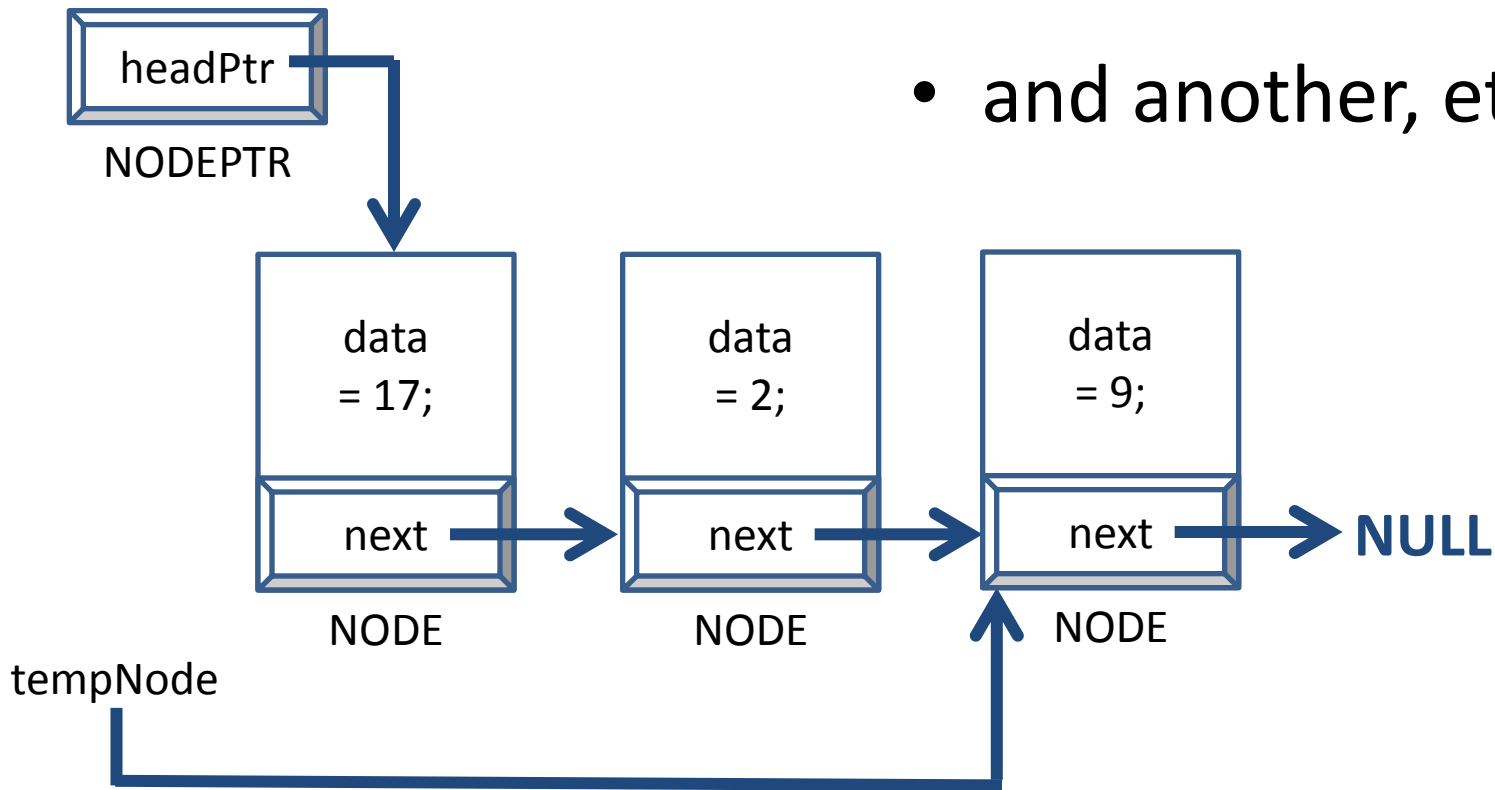 headPtr
• and another, et
NODEPTR
data
= 17;
data
= 2;
data
= 9;
next
next
next
NULL
NODE
NODE
NODE
tempNode